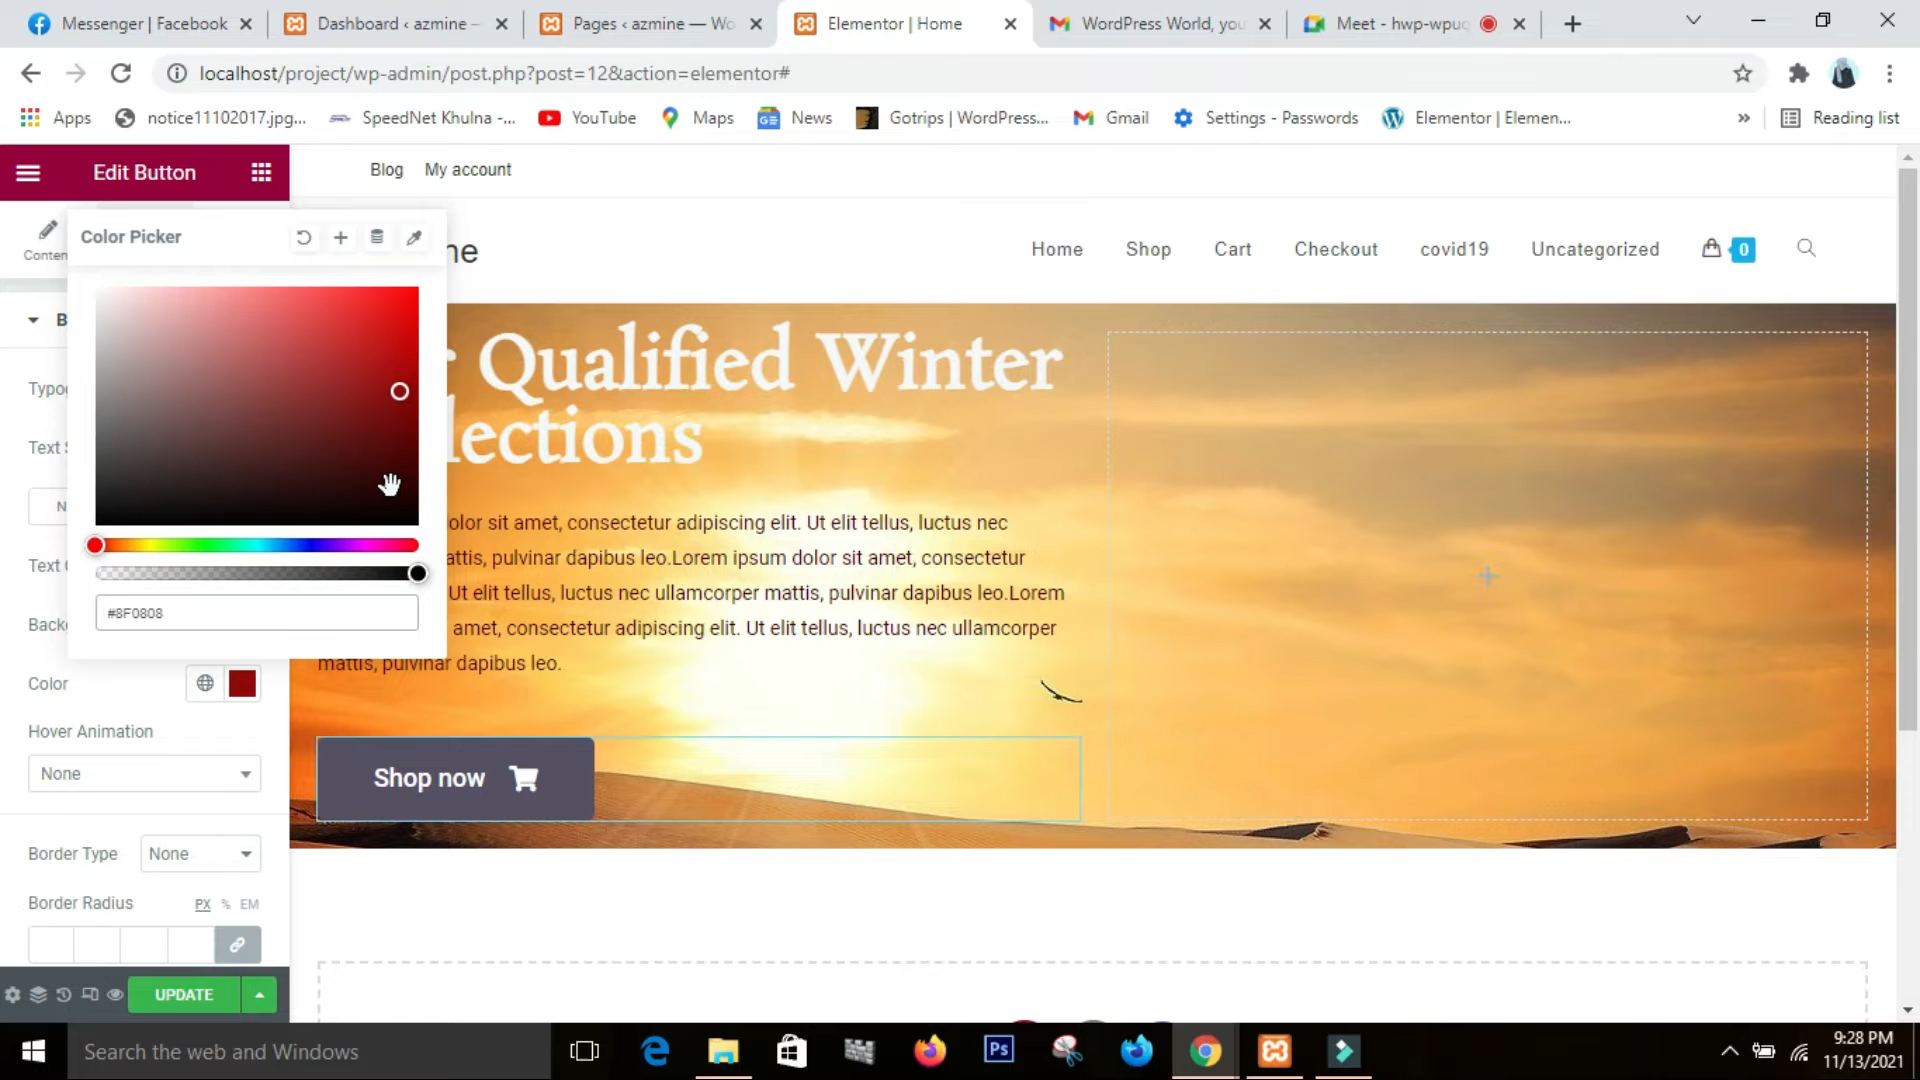 Messenger | Facebook
Dashboard ‹ azmine —
Pages ‹ azmine — Wo
Elementor | Home
WordPress World, you
Meet - hwp-wpuq
localhost/project/wp-admin/post.php?post=12&action=elementor#
Apps
notice11102017.jpg...
SpeedNet Khulna -...
YouTube
Maps
News
Gotrips | WordPress...
Gmail
Settings - Passwords
Elementor | Elemen...
»
Reading list
Edit Button
Blog
My account
Conten
Color Picker
ne
Home
Shop
Cart
Checkout
covid19
Uncategorized
0
B
r Qualified Winter
lections
Typog
Text S
N
Text C
Backg
#8F0808
olor sit amet, consectetur adipiscing elit. Ut elit tellus, luctus nec
attis, pulvinar dapibus leo.Lorem ipsum dolor sit amet, consectetur
Ut elit tellus, luctus nec ullamcorper mattis, pulvinar dapibus leo.Lorem
amet, consectetur adipiscing elit. Ut elit tellus, luctus nec ullamcorper
mattis, pulvinar dapibus leo.
Color
Hover Animation
None
Shop now
Border Type
None
Border Radius
PX
%
EM
UPDATE
Search the web and Windows
Ps
9:28 PM
11/13/2021